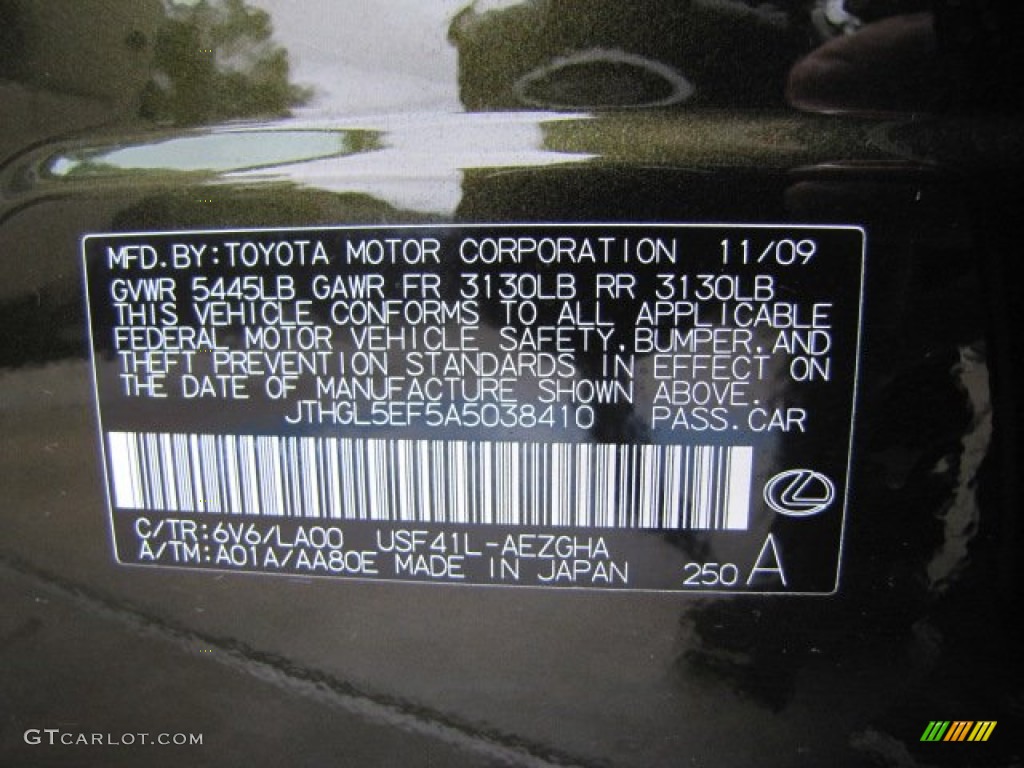 MFD.BY:TOYOTA MOTOR CORPORATION 11/09
GVWR 5445LB GAWR FR 3130LB RR 3130LB
THIS VEHICLE CONFORMS TO ALL APPLICABLE
FEDERAL MOTOR VEHICLE SAFETY,BUMPER,AND
THEFT PREVENTION STANDARDS IN EFFECT ON
THE DATE OF MANUFACTURE SHOWN ABOVE.
JTHGL5EF5A5038410 PASS.CAR
C/TR:6V6/LA00 USF41L-AEZGHA
A/TM:A01A/AA80E MADE IN JAPAN 250 A
GTCARLOT.COM